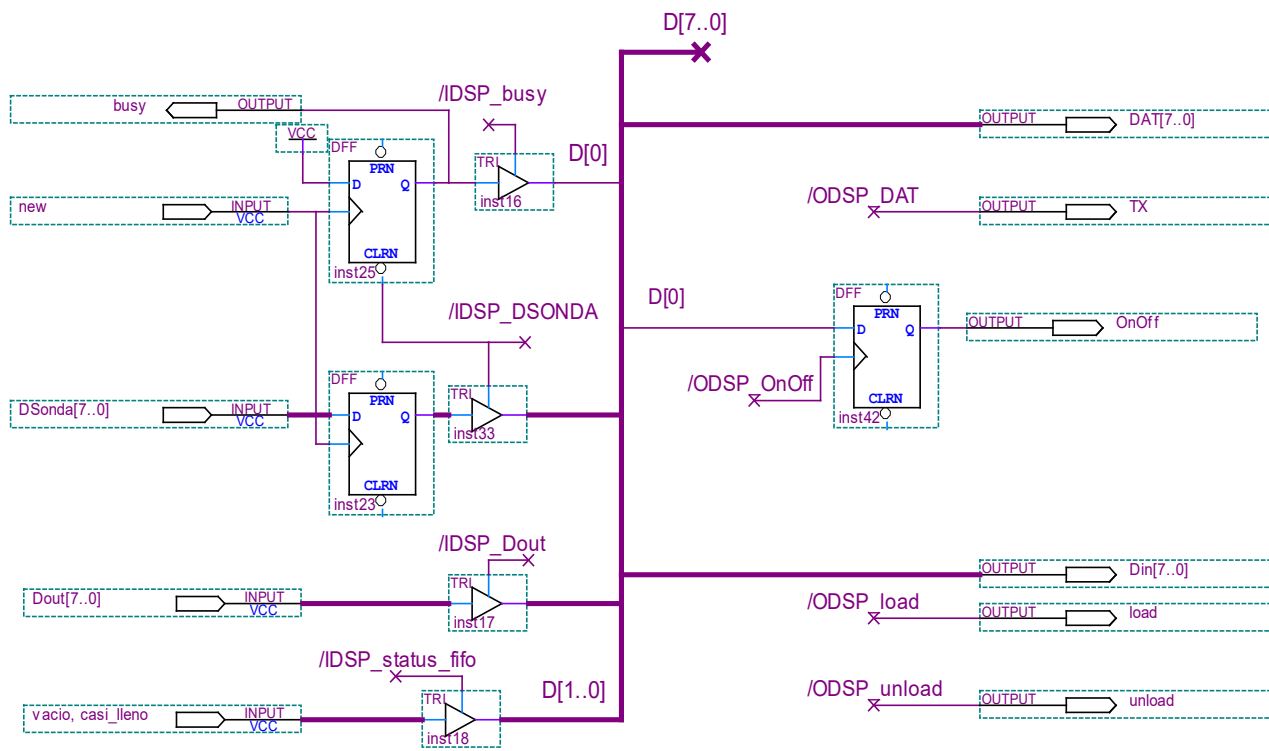 D[7..0]
/IDSP_busy
busy
OUTPUT
VCC
DFF
PRN
D
Q
CLRN
inst25
TRI
inst16
D[0]
new
INPUT
VCC
OUTPUT
DAT[7..0]
/ODSP_DAT
OUTPUT
TX
/IDSP_DSONDA
D[0]
DFF
PRN
D
Q
CLRN
inst42
OUTPUT
OnOff
/ODSP_OnOff
DSonda[7..0]
INPUT
VCC
DFF
PRN
D
Q
CLRN
inst23
TRI
inst33
/IDSP_Dout
Dout[7..0]
INPUT
VCC
TRI
inst17
OUTPUT
Din[7..0]
/ODSP_load
OUTPUT
load
/IDSP_status_fifo
D[1..0]
vacio, casi_lleno
INPUT
VCC
TRI
inst18
/ODSP_unload
OUTPUT
unload